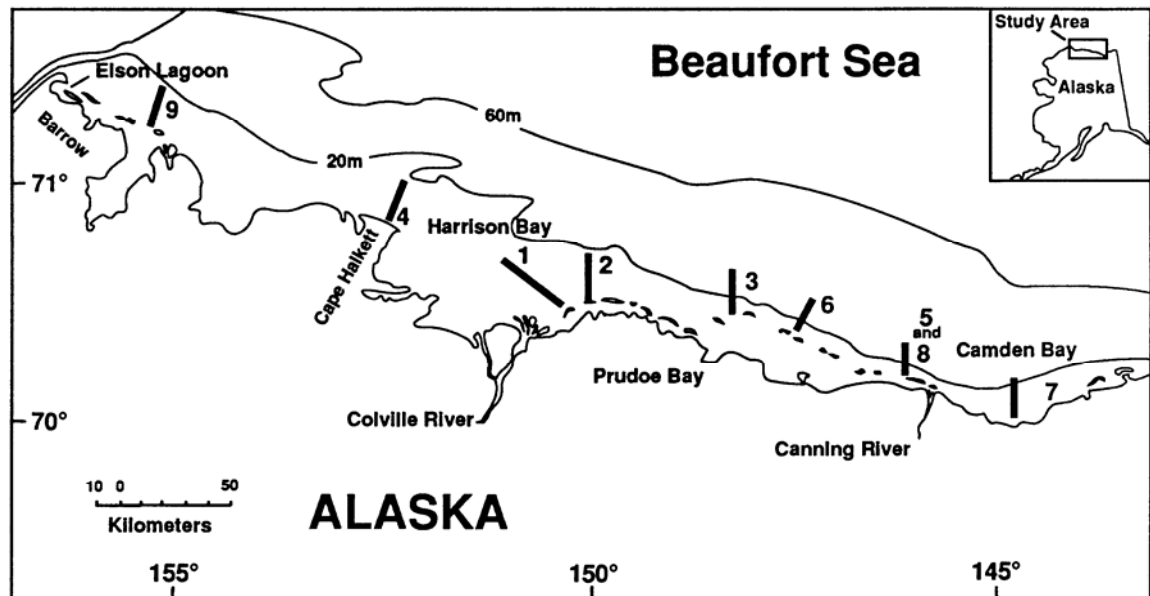 Beaufort Sea
Study Area
Alaska
Elson Lagoon
Barrow
9
60m
20m
71°
4
Harrison Bay
Cape Halkett
1
2
3
6
5
and
8
Camden Bay
7
Prudoe Bay
Colville River
70°
Canning River
10 0 50
Kilometers
ALASKA
155°
150°
145°